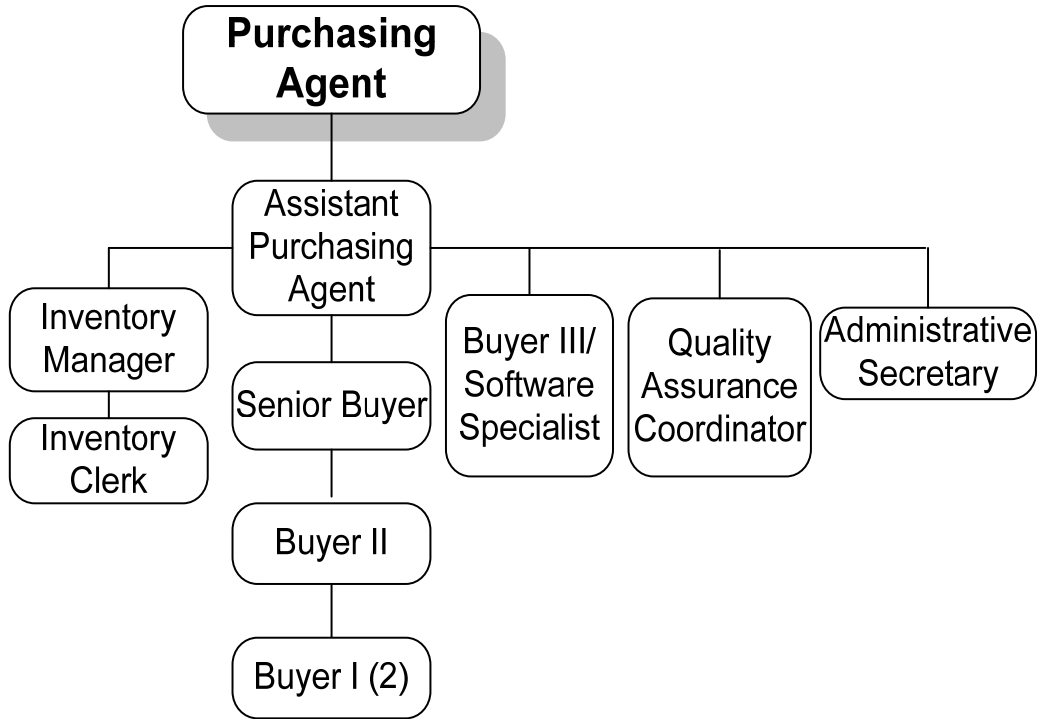 Purchasing
Agent
Assistant
Purchasing
Agent
Inventory
Manager
Inventory
Clerk
Senior Buyer
Buyer II
Buyer I (2)
Buyer III/
Software
Specialist
Quality
Assurance
Coordinator
Administrative
Secretary